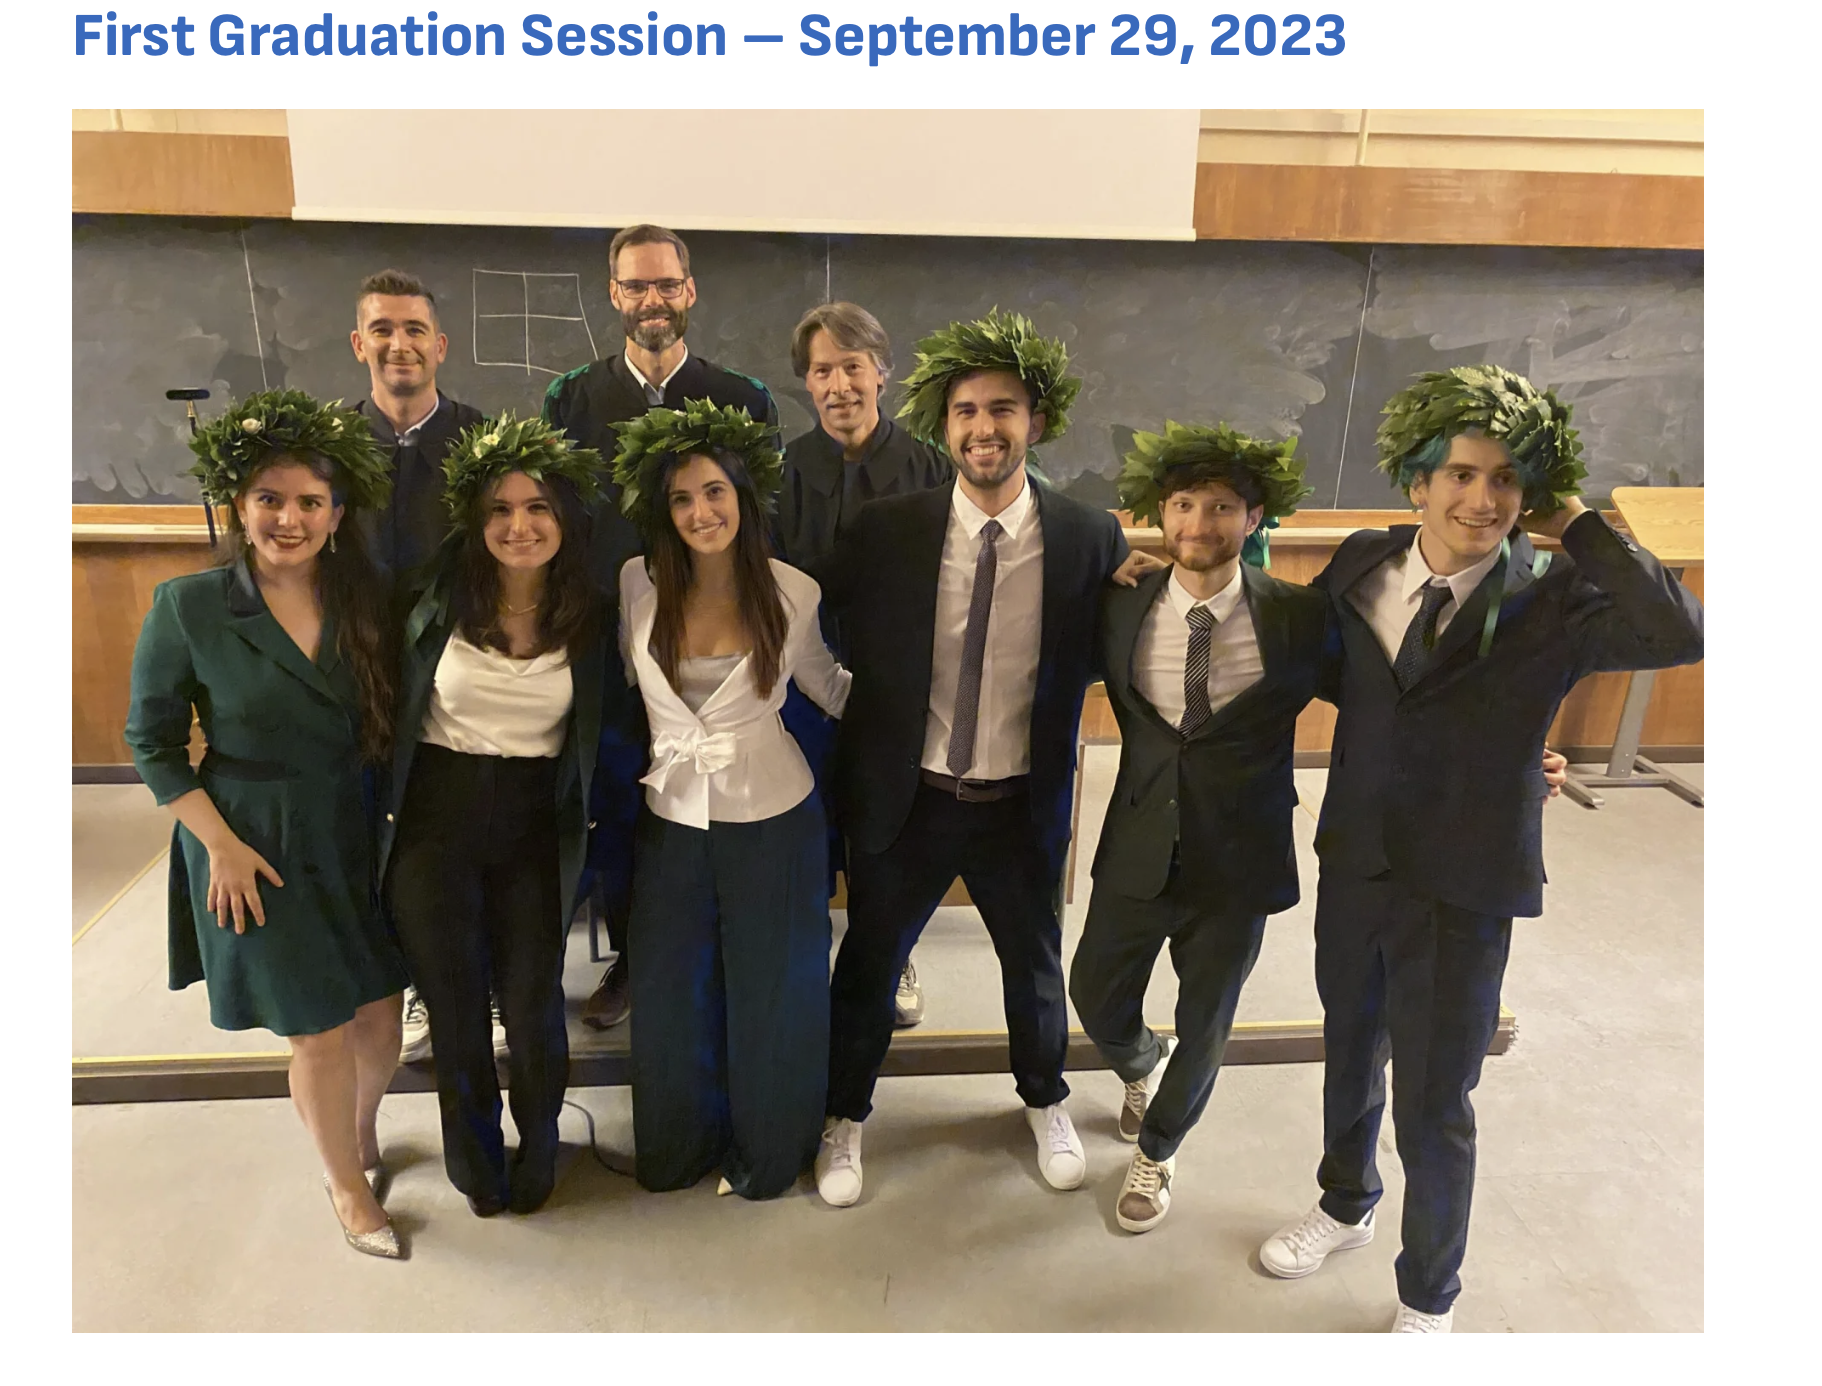 First Graduation Session – September 29, 2023